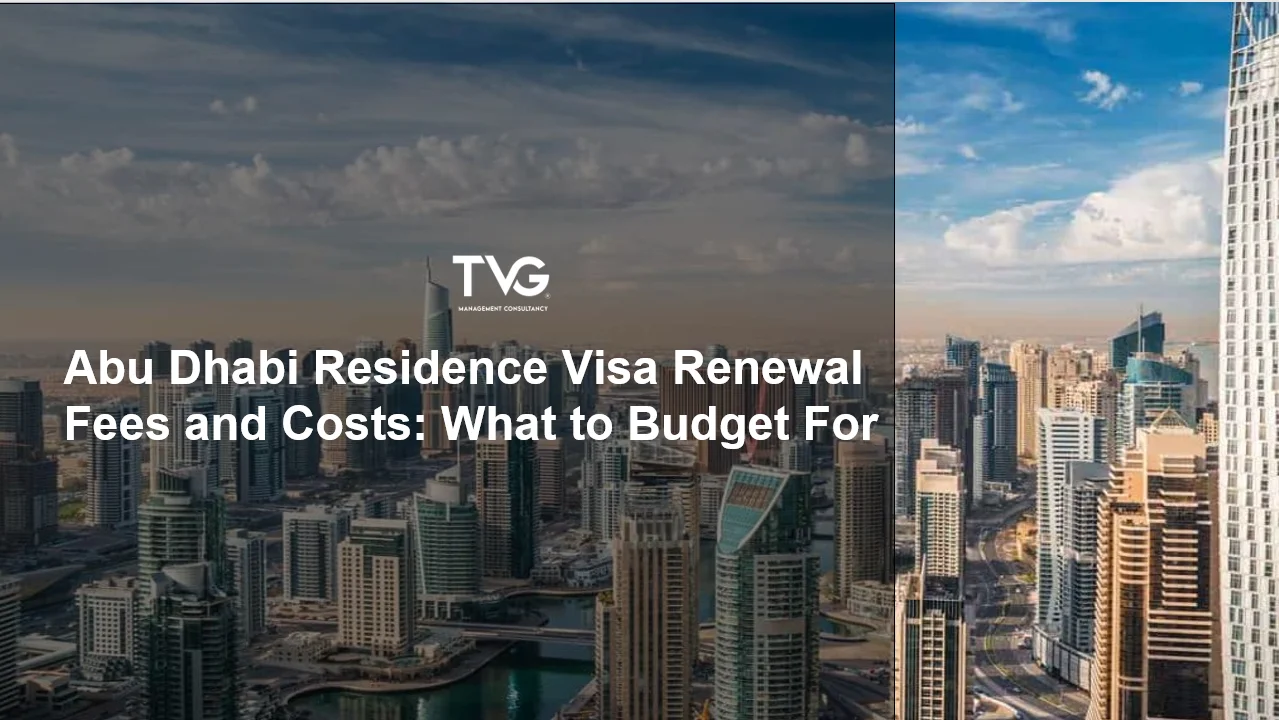 TVG
MANAGEMENT CONSULTANCY
Abu Dhabi Residence Visa Renewal
Fees and Costs: What to Budget For